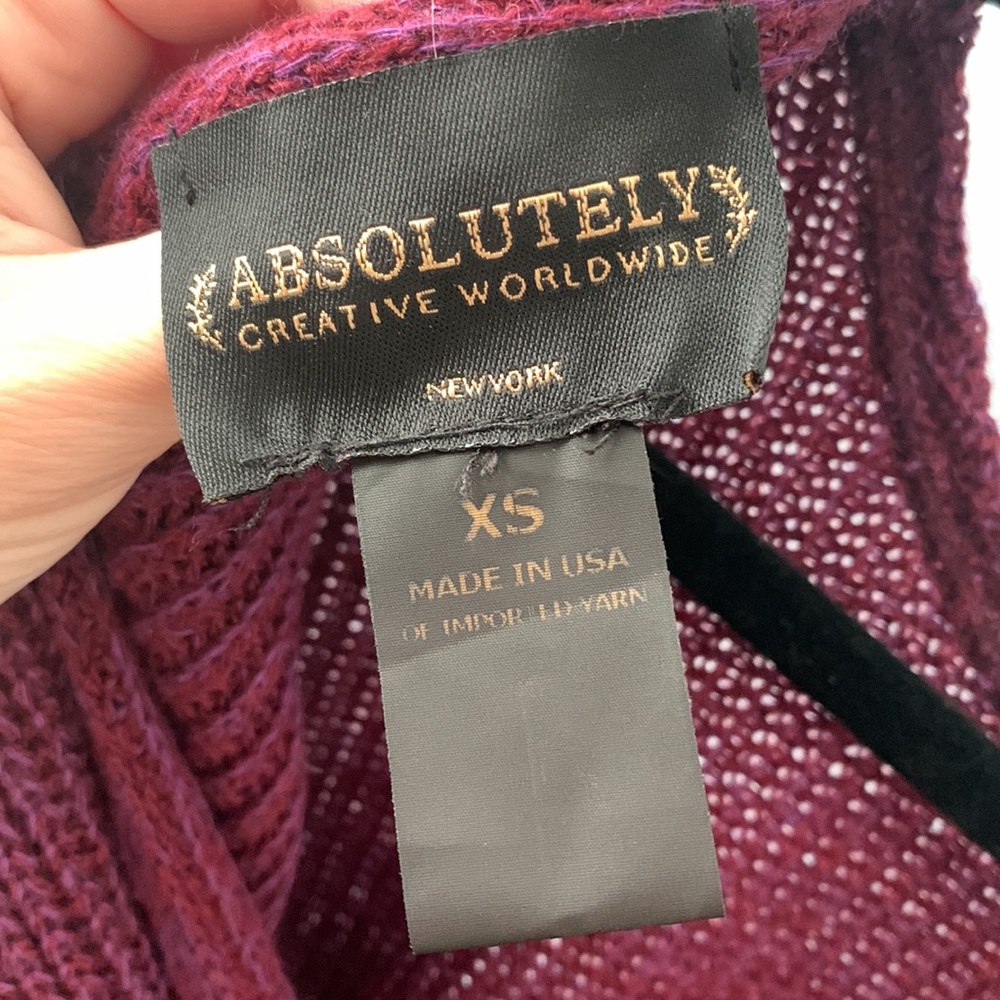 ABSOLUTELY
CREATIVE WORLDWIDE
NEW YORK
XS
MADE IN USA
OF IMPORTED YARN